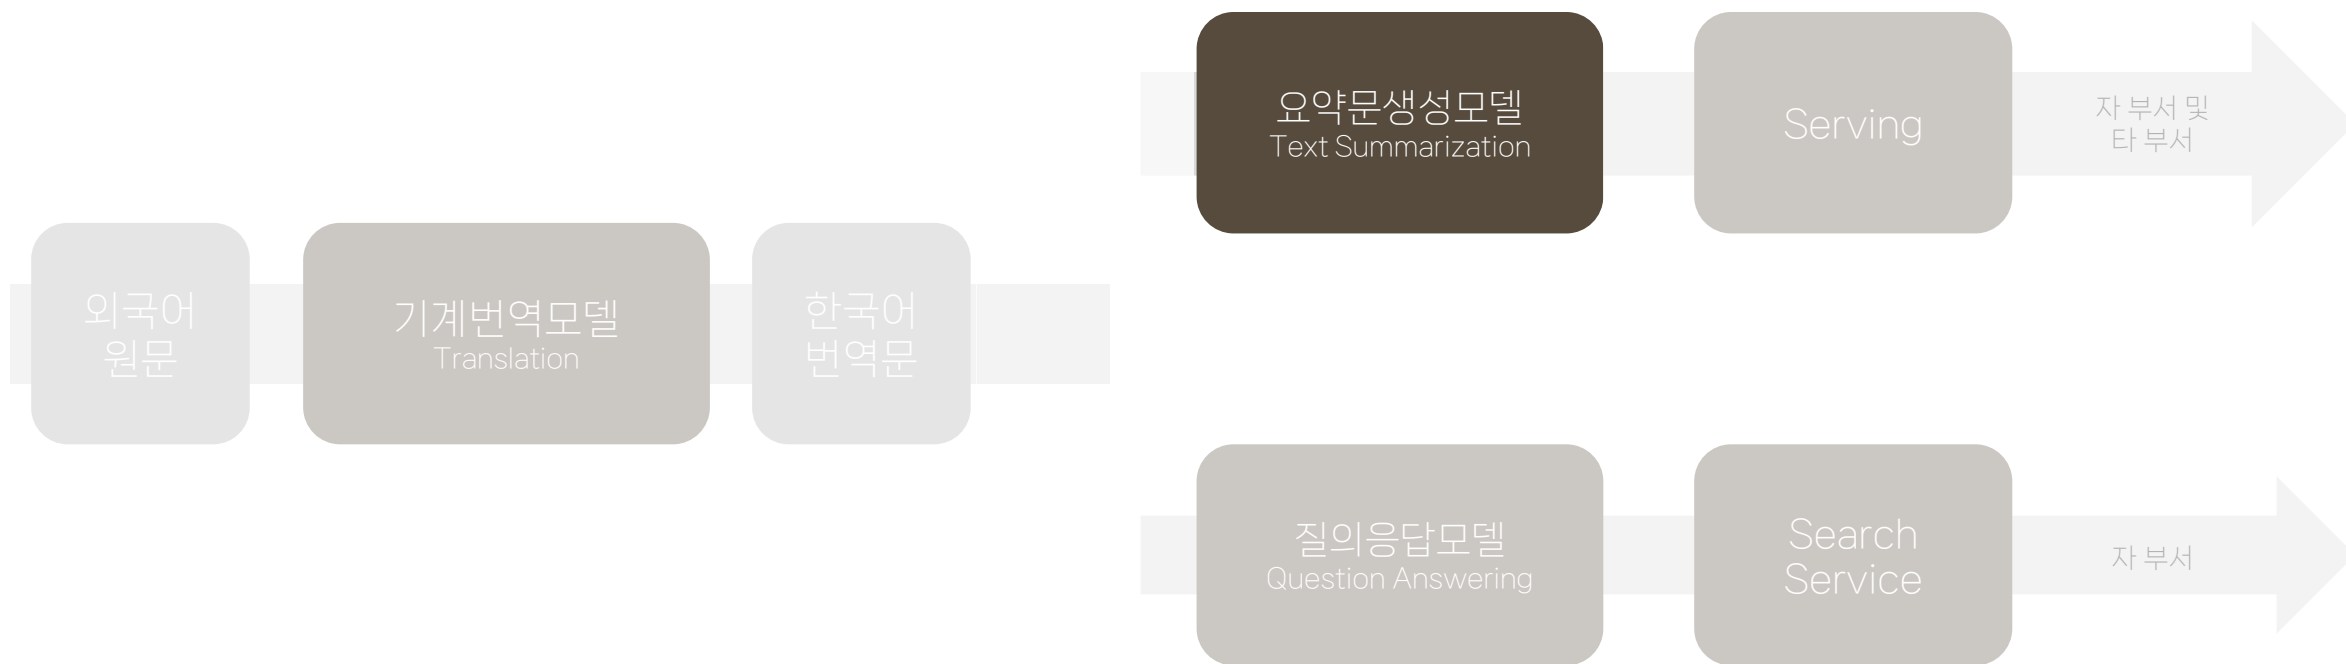 요약문생성모델
Text Summarization
Serving
자 부서 및
타 부서
외국어
원문
기계번역모델
Translation
한국어
번역문
질의응답모델
Question Answering
Search
Service
자 부서